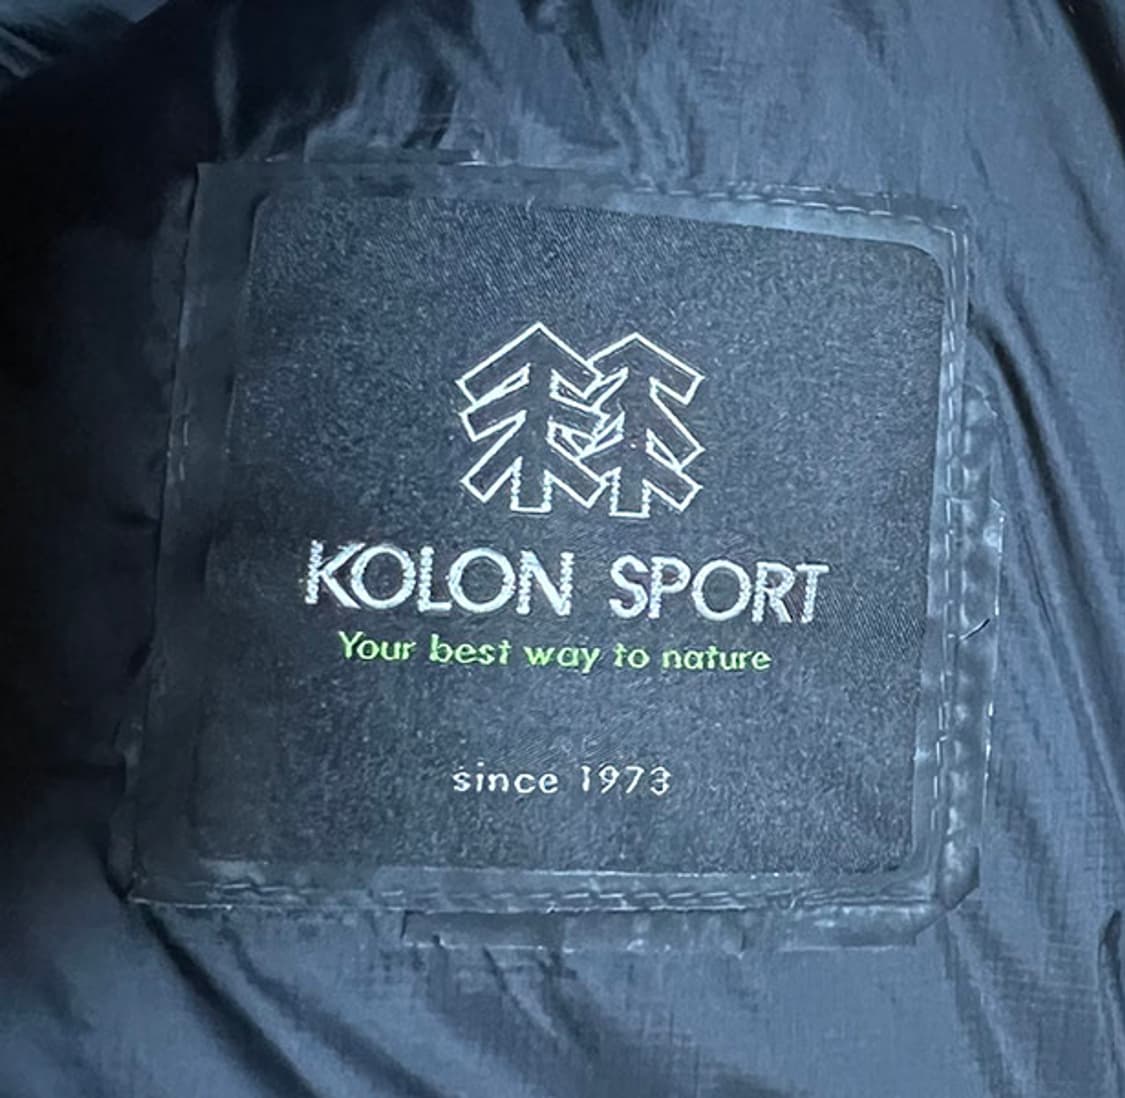 KOLON SPORT
Your best way to nature
since 1973